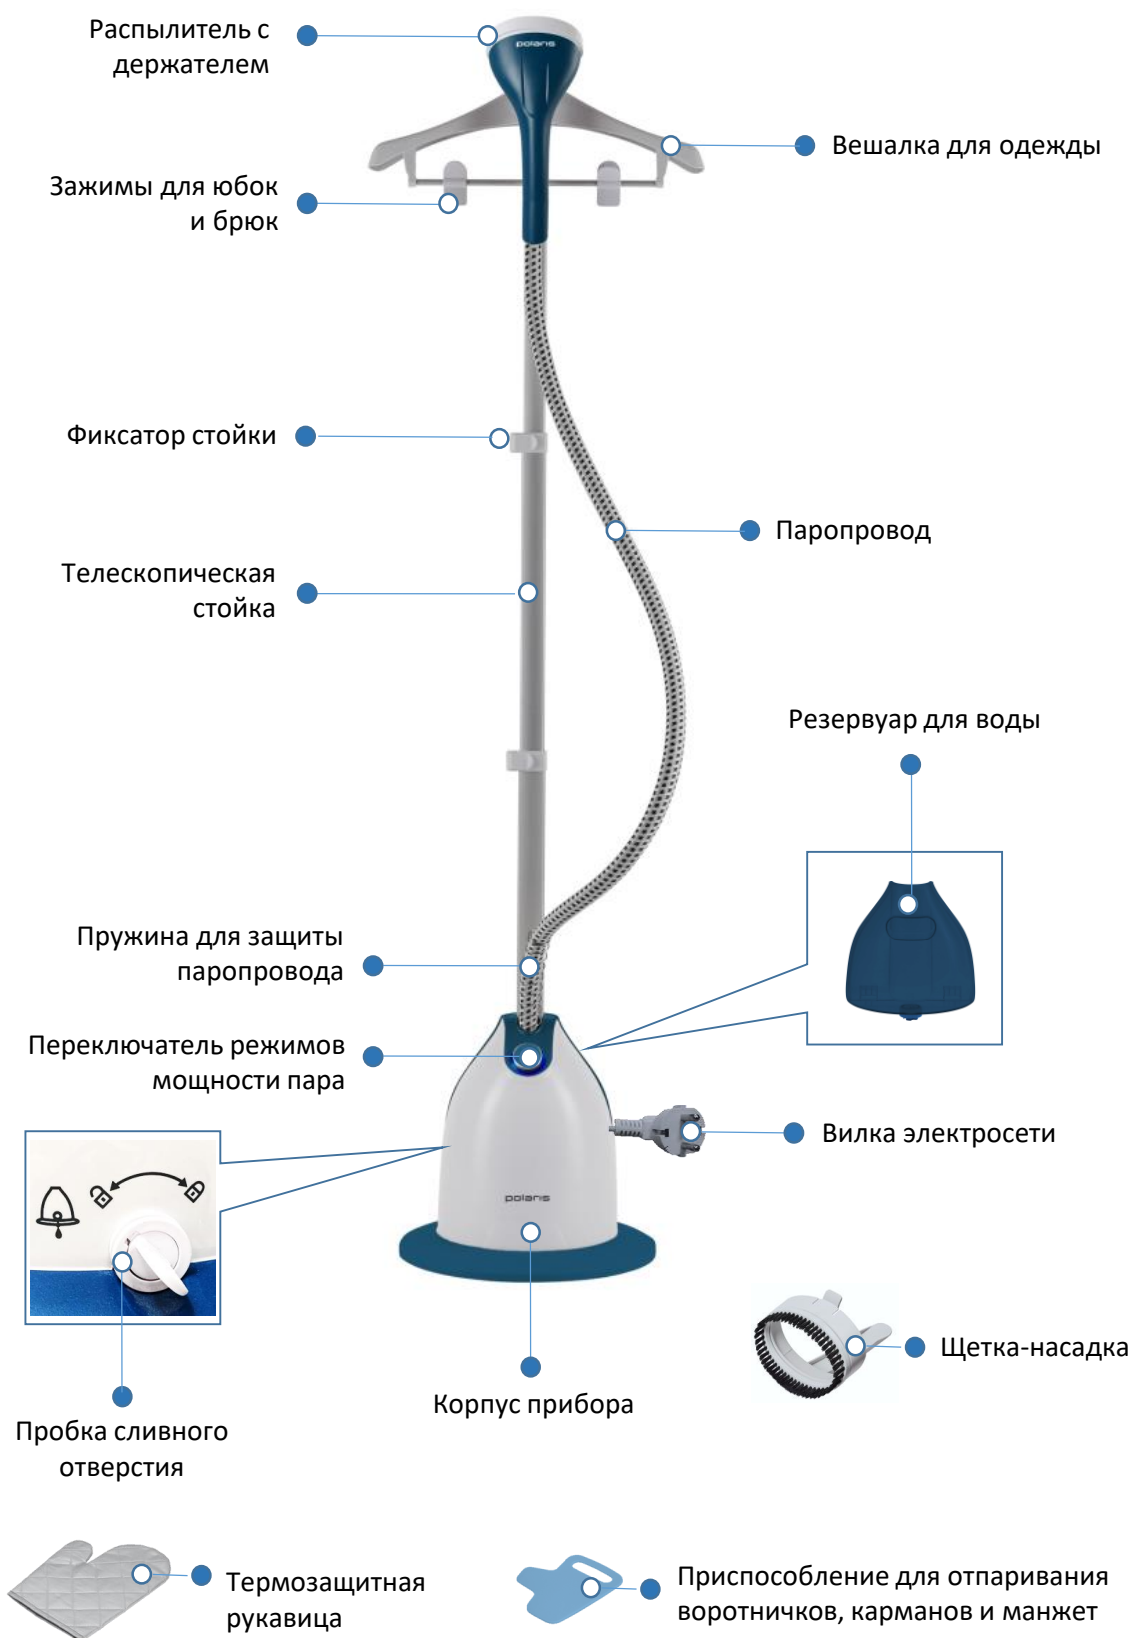 Распылитель с
держателем
polaris
Вешалка для одежды
Зажимы для юбок
и брюк
Фиксатор стойки
Паропровод
Телескопическая
стойка
Резервуар для воды
Пружина для защиты
паропровода
Переключатель режимов
мощности пара
Вилка электросети
polaris
Щетка-насадка
Корпус прибора
Пробка сливного
отверстия
Термозащитная
рукавица
Приспособление для отпаривания
воротничков, карманов и манжет